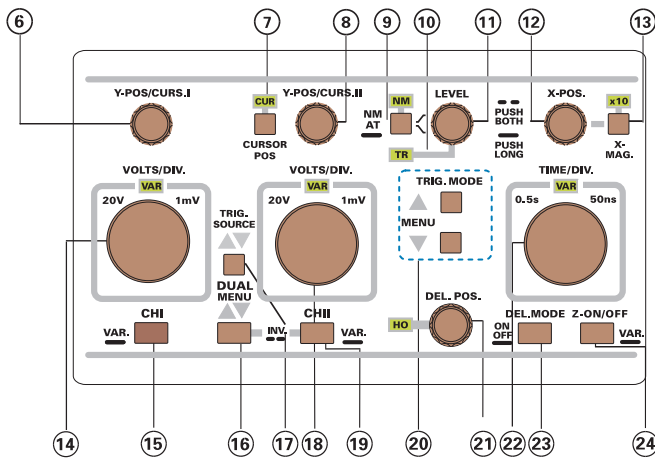 6 7 8 9 10 11 12 13
Y-POS/CURS.I
CUR
CURSOR
POS
Y-POS/CURS.II
NM
AT
NM
LEVEL
TR
PUSH
BOTH
PUSH
LONG
X-POS.
x10
X-
MAG.
VOLTS/DIV.
VAR
20V 1mV
TRIG.
SOURCE
VOLTS/DIV.
VAR
20V 1mV
TRIG. MODE
MENU
TIME/DIV.
VAR
0.5s 50ns
CHI
VAR.
DUAL
MENU
INV.
CHII
VAR.
HO
DEL. POS.
ON
OFF
DEL.MODE
Z-ON/OFF
VAR.
14 15 16 17 18 19 20 21 22 23 24